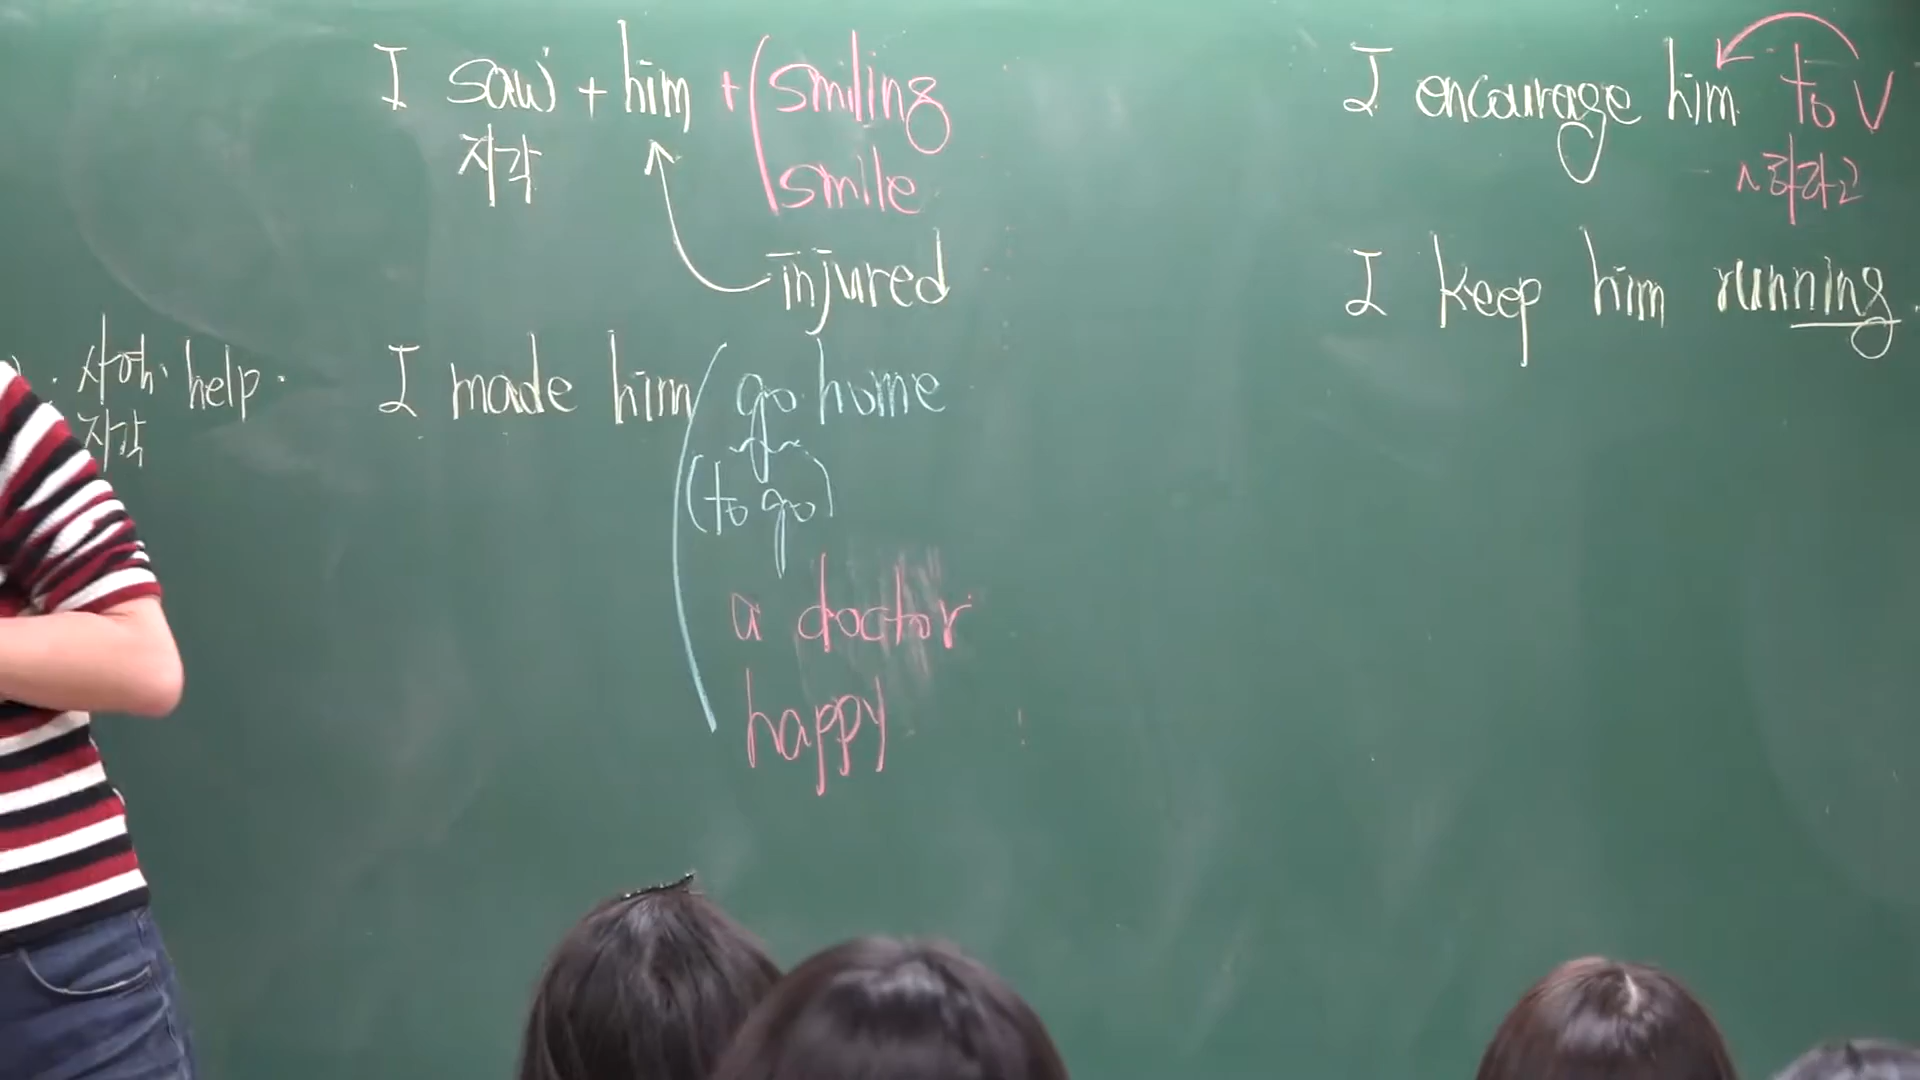 I saw + him + ( smiling
지각
smile
injured
사역 help
지각
I made him ( go home
(to go)
a doctor
happy
I encourage him to V
~하라고
I keep him running.